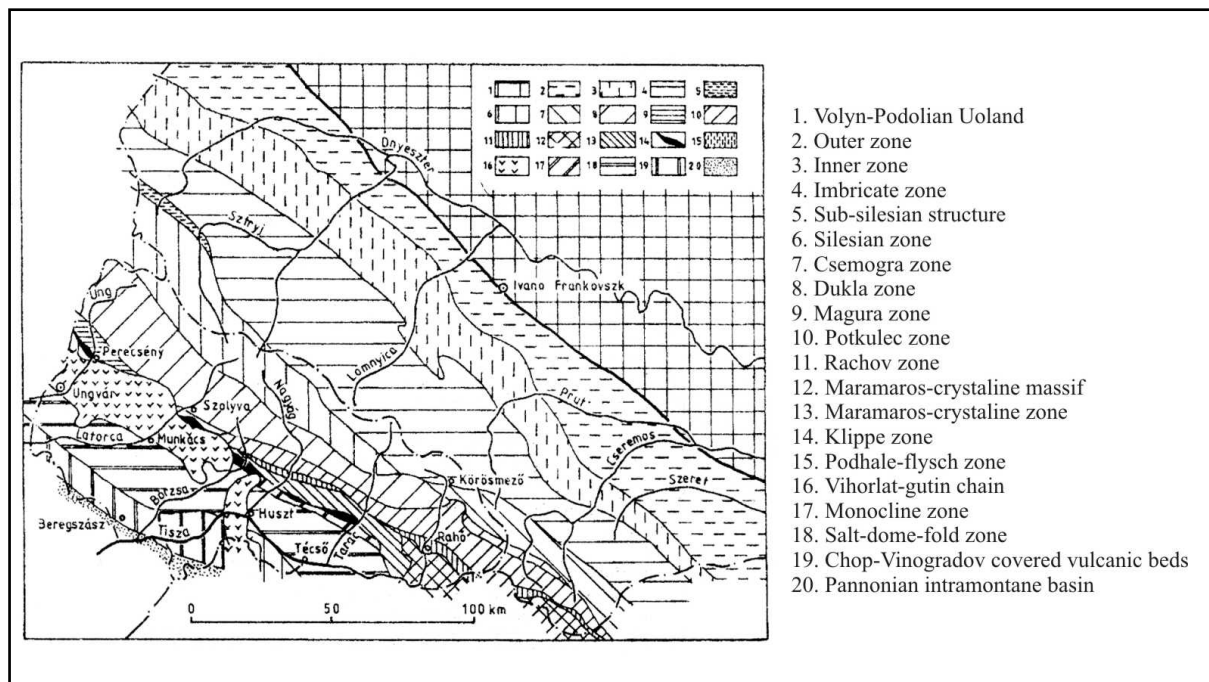 1 2 3 4 5
6 7 8 9 10
11 12 13 14 15
16 17 18 19 20
Dnyeszter
Sztryj
Ivano Frankovszk
Ung
Perecseny
Lomnyica
Ungvár
Nagyág
Prut
Szolyva
Latorca
Munkács
Cseremos
Szeret
Borzsa
Körösmező
Beregszász
Huszt
Tisza
Tarac
Rahó
Técső
0 50 100 km
1. Volyn-Podolian Uoland
2. Outer zone
3. Inner zone
4. Imbricate zone
5. Sub-silesian structure
6. Silesian zone
7. Csemogra zone
8. Dukla zone
9. Magura zone
10. Potkulec zone
11. Rachov zone
12. Maramaros-crystaline massif
13. Maramaros-crystaline zone
14. Klippe zone
15. Podhale-flysch zone
16. Vihorlat-gutin chain
17. Monocline zone
18. Salt-dome-fold zone
19. Chop-Vinogradov covered vulcanic beds
20. Pannonian intramontane basin